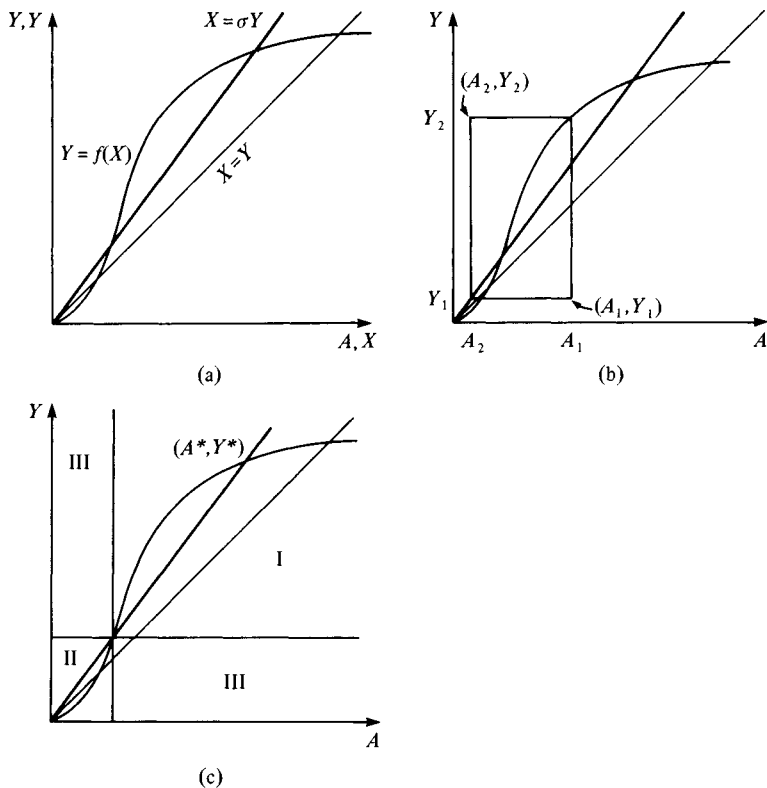 Y, Y
X = σY
Y = f(X)
X = Y
A, X
(a)
Y
(A₂, Y₂)
Y₂
Y₁
(A₁, Y₁)
A₂
A₁
A
(b)
Y
(A*, Y*)
III
I
II
III
A
(c)